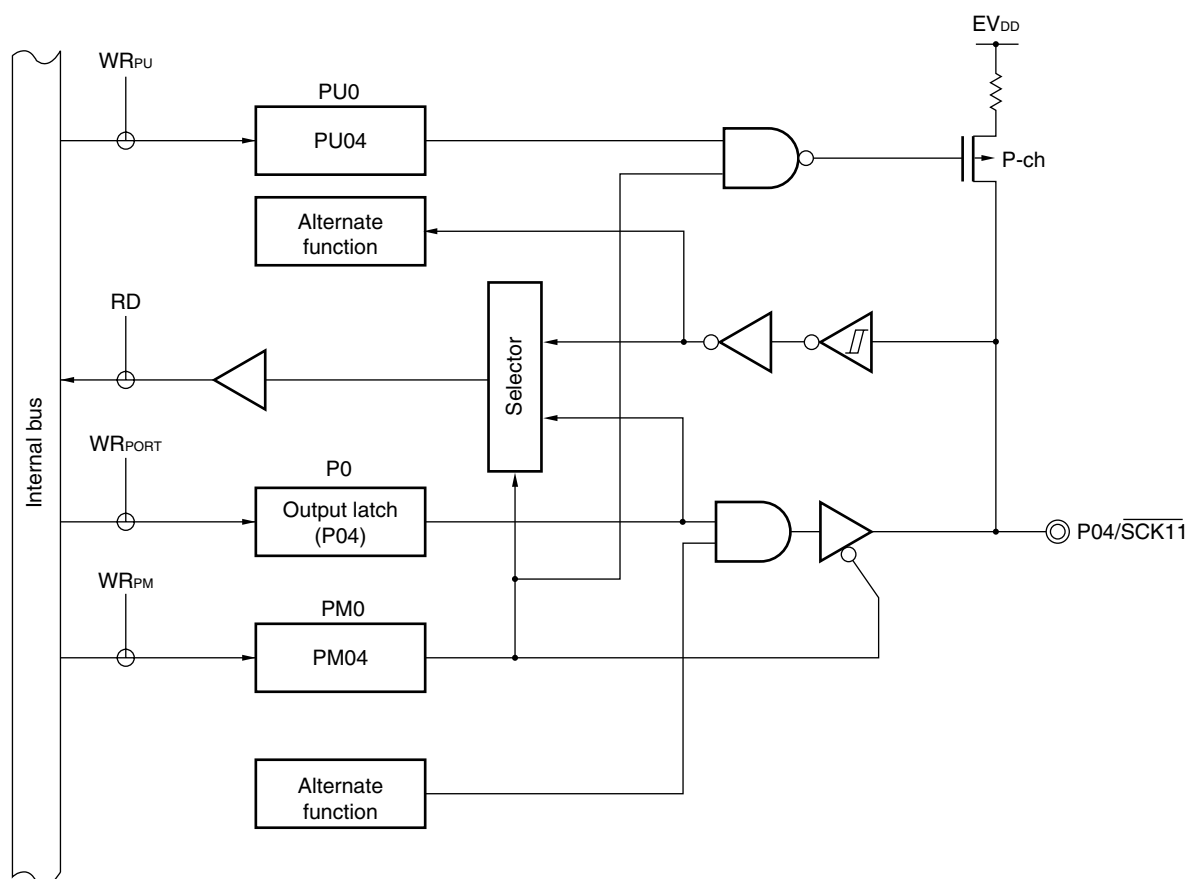 EVDD
WRPU
PU0
PU04
P-ch
Alternate
function
RD
Selector
Internal bus
WRPORT
P0
Output latch
(P04)
P04/SCK11
WRPM
PM0
PM04
Alternate
function